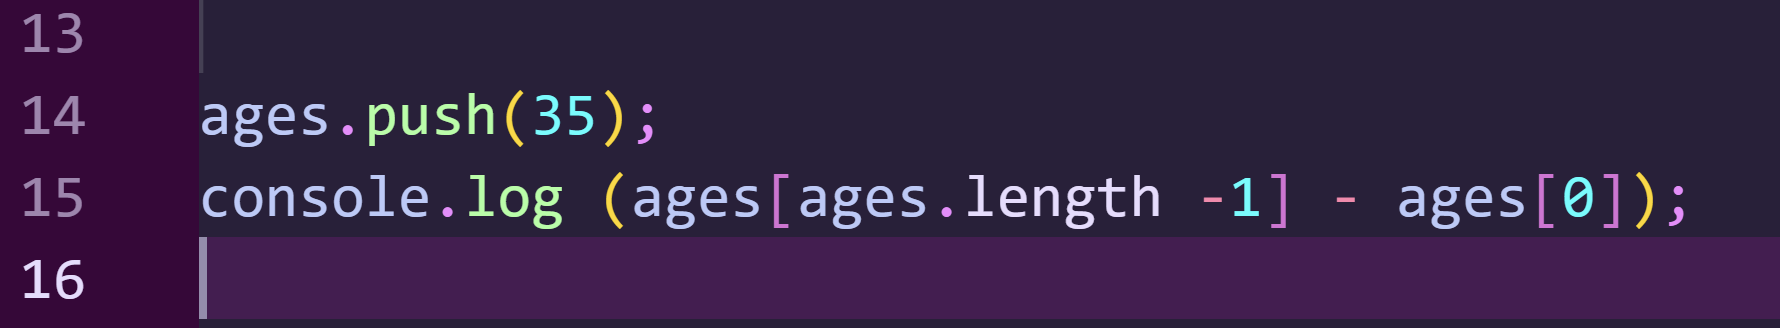 13
14 ages.push(35);
15 console.log (ages[ages.length -1] - ages[0]);
16